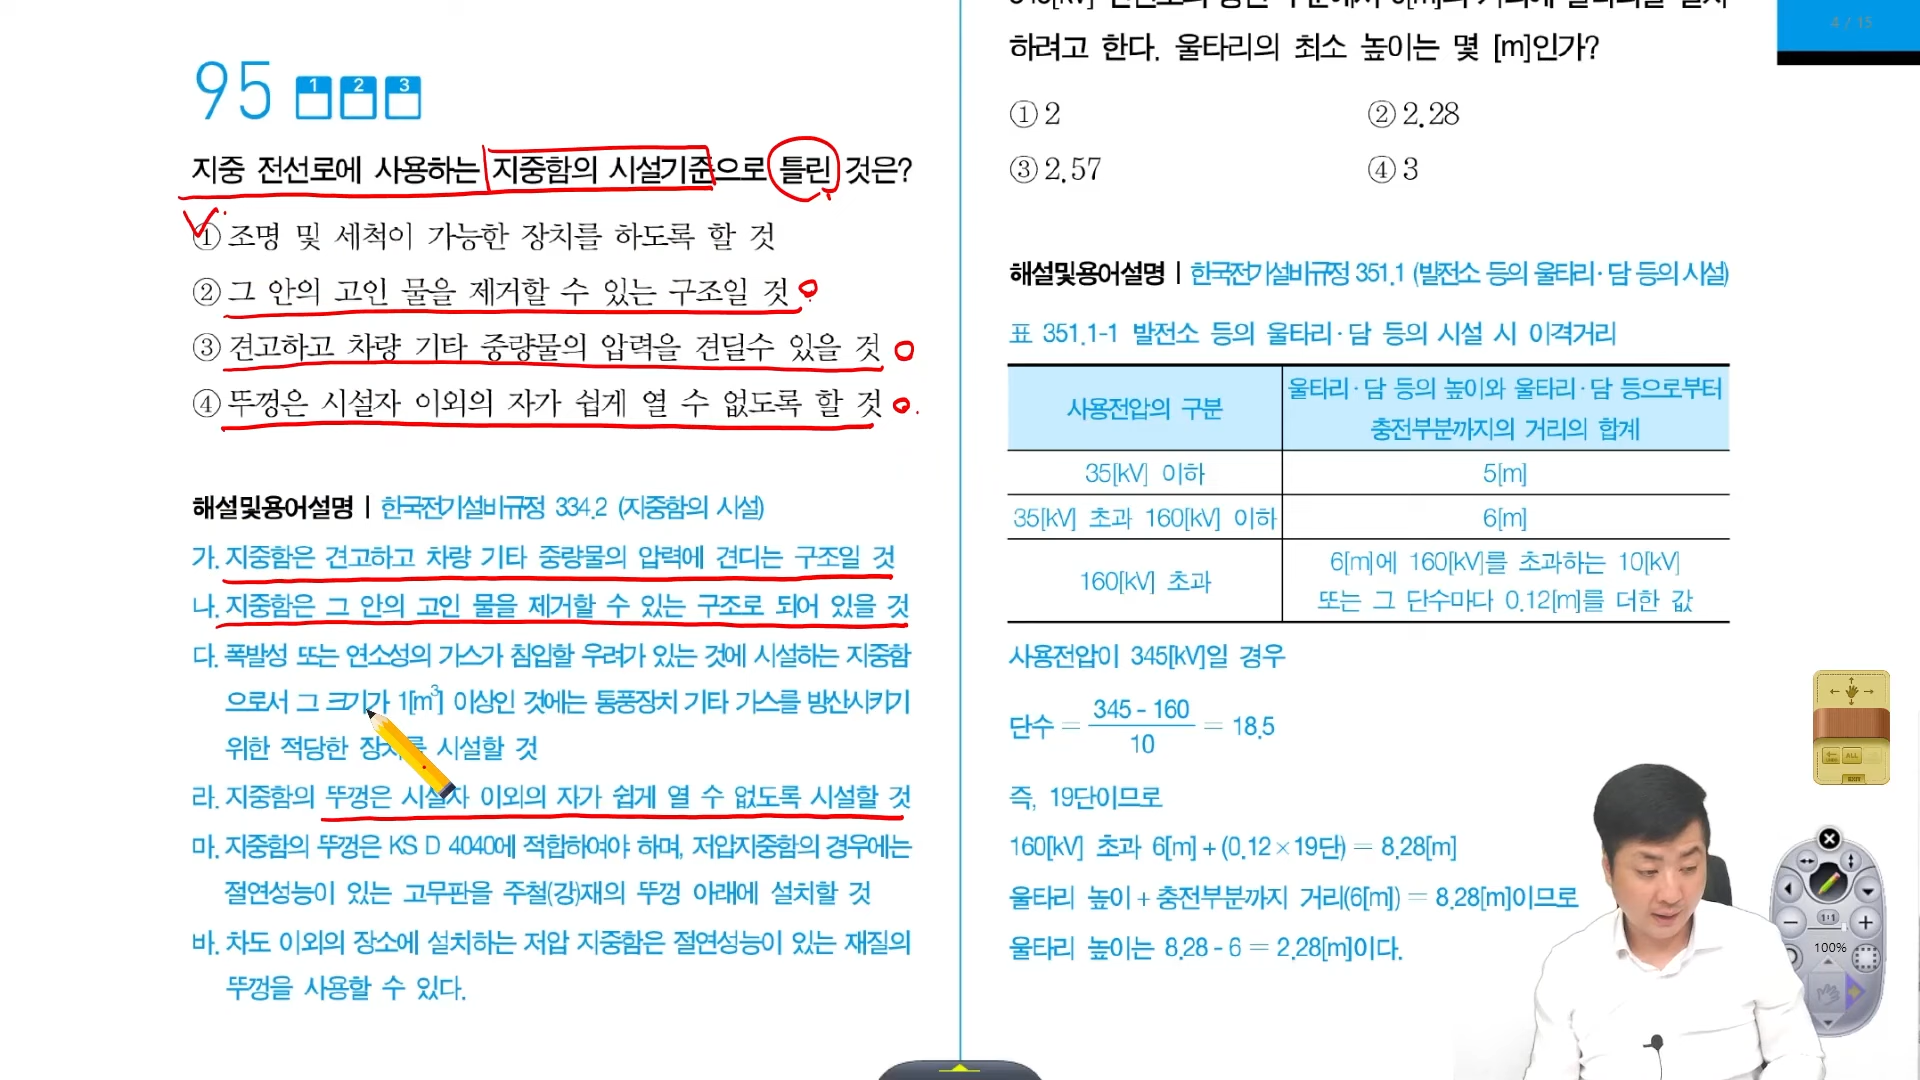 95 1 2 3
지중 전선로에 사용하는 지중함의 시설기준으로 틀린 것은?
① 조명 및 세척이 가능한 장치를 하도록 할 것
② 그 안의 고인 물을 제거할 수 있는 구조일 것
③ 견고하고 차량 기타 중량물의 압력을 견딜수 있을 것
④ 뚜껑은 시설자 이외의 자가 쉽게 열 수 없도록 할 것
해설및용어설명 | 한국전기설비규정 334.2 (지중함의 시설)
가. 지중함은 견고하고 차량 기타 중량물의 압력에 견디는 구조일 것
나. 지중함은 그 안의 고인 물을 제거할 수 있는 구조로 되어 있을 것
다. 폭발성 또는 연소성의 가스가 침입할 우려가 있는 것에 시설하는 지중함
으로서 그 크기가 1[m³] 이상인 것에는 통풍장치 기타 가스를 방산시키기
위한 적당한 장치를 시설할 것
라. 지중함의 뚜껑은 시설자 이외의 자가 쉽게 열 수 없도록 시설할 것
마. 지중함의 뚜껑은 KS D 4040에 적합하여야 하며, 저압지중함의 경우에는
절연성능이 있는 고무판을 주철(강)재의 뚜껑 아래에 설치할 것
바. 차도 이외의 장소에 설치하는 저압 지중함은 절연성능이 있는 재질의
뚜껑을 사용할 수 있다.
하려고 한다. 울타리의 최소 높이는 몇 [m]인가?
① 2 ② 2.28
③ 2.57 ④ 3
해설및용어설명 | 한국전기설비규정 351.1 (발전소 등의 울타리·담 등의 시설)
표 351.1-1 발전소 등의 울타리·담 등의 시설 시 이격거리
사용전압의 구분 울타리·담 등의 높이와 울타리·담 등으로부터
충전부분까지의 거리의 합계
35[kV] 이하 5[m]
35[kV] 초과 160[kV] 이하 6[m]
160[kV] 초과 6[m]에 160[kV]를 초과하는 10[kV]
또는 그 단수마다 0.12[m]를 더한 값
사용전압이 345[kV]일 경우
단수 = (345 - 160) / 10 = 18.5
즉, 19단이므로
160[kV] 초과 6[m] + (0.12 × 19단) = 8.28[m]
울타리 높이 + 충전부분까지 거리(6[m]) = 8.28[m]이므로
울타리 높이는 8.28 - 6 = 2.28[m]이다.
4 / 15
ALL
EXIT
1:1
100%